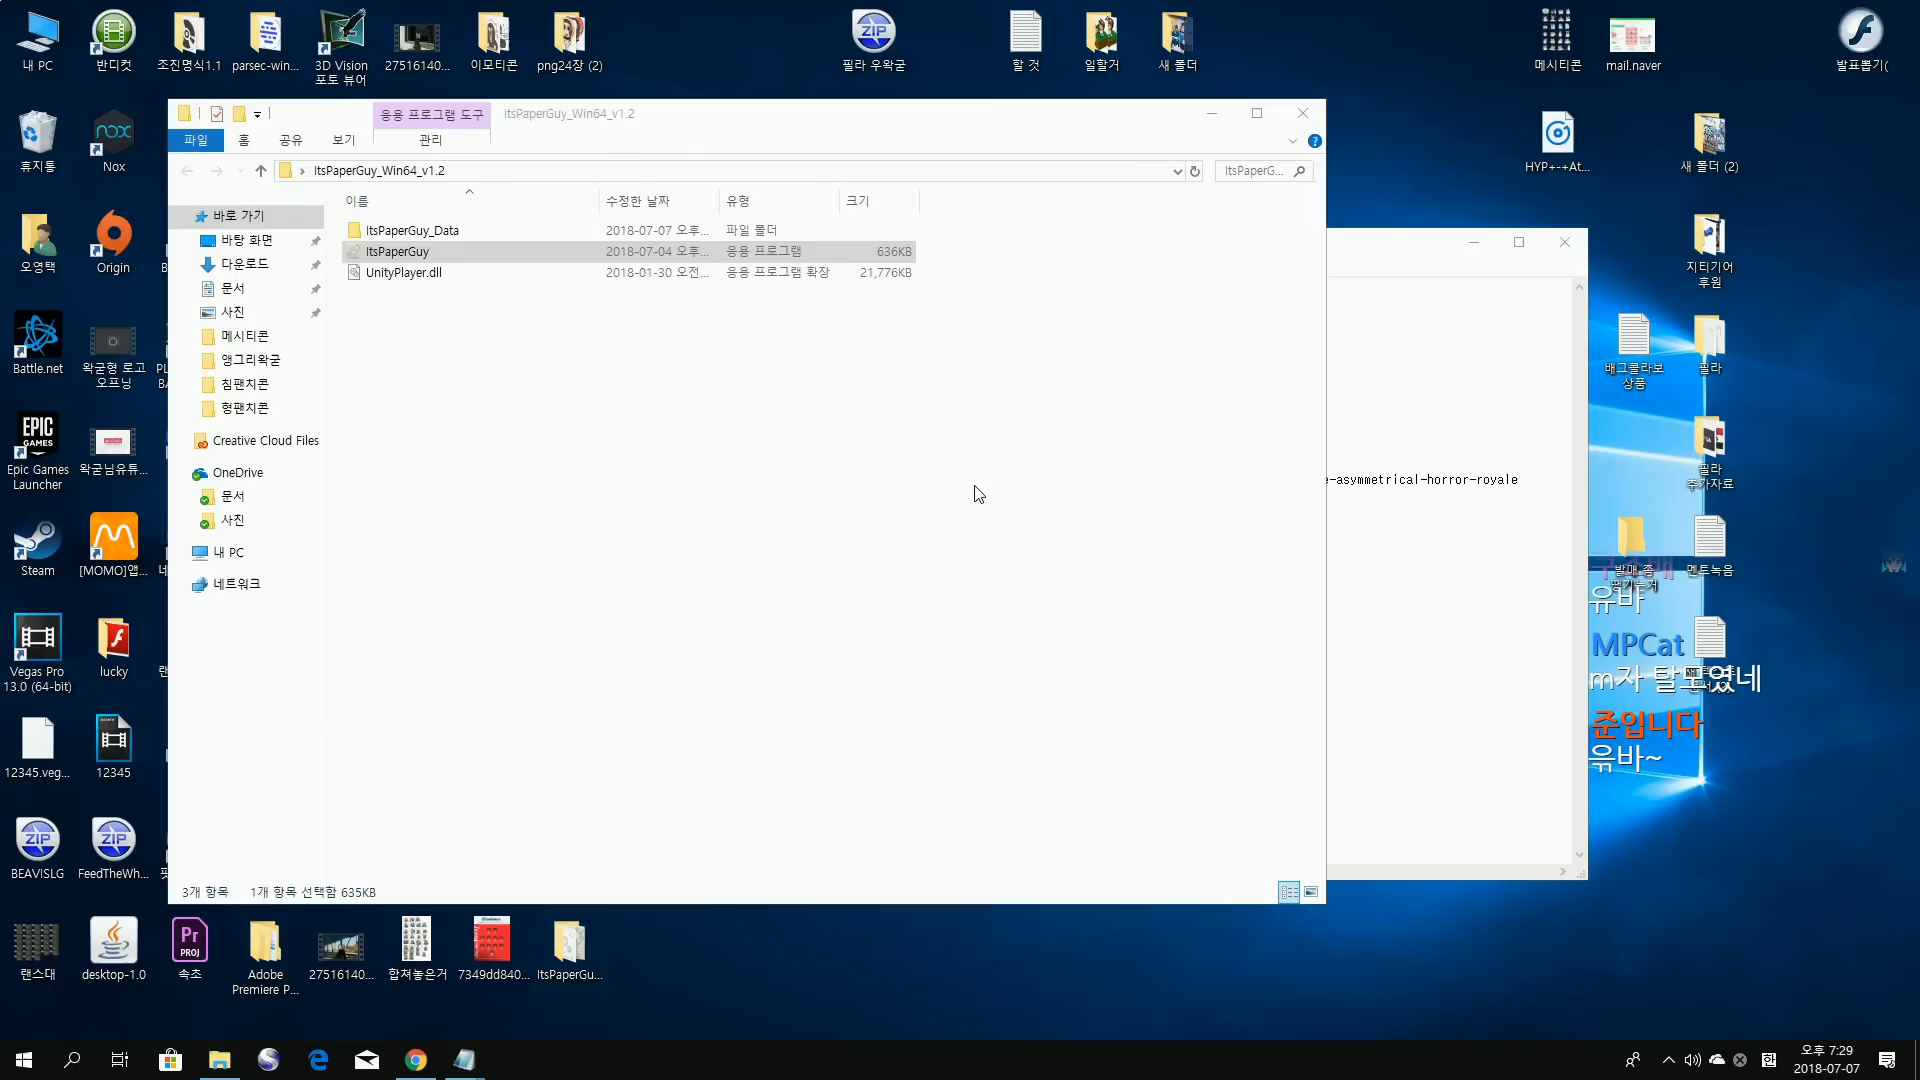 내 PC
반디컷
조진명식1.1
parsec-win...
3D Vision
포토 뷰어
27516140...
이모티콘
png24장 (2)
필라 우왁굳
할 것
일할거
새 폴더
메시티콘
mail.naver
발표뽑기(
응용 프로그램 도구
ItsPaperGuy_Win64_v1.2
파일
홈
공유
보기
관리
ItsPaperGuy_Win64_v1.2
ItsPaperG...
휴지통
Nox
HYP+-+At...
새 폴더 (2)
이름
수정한 날짜
유형
크기
ItsPaperGuy_Data
2018-07-07 오후...
파일 폴더
ItsPaperGuy
2018-07-04 오후...
응용 프로그램
636KB
UnityPlayer.dll
2018-01-30 오전...
응용 프로그램 확장
21,776KB
바로 가기
바탕 화면
다운로드
문서
사진
메시티콘
앵그리왁굳
침팬치콘
형팬치콘
Creative Cloud Files
OneDrive
문서
사진
내 PC
네트워크
오영택
Origin
지티기어
후원
Battle.net
왁굳형 로고
오프닝
배그콜라보
상품
필라
EPIC
GAMES
Epic Games
Launcher
왁굳님유튜...
필라
추가자료
e-asymmetrical-horror-royale
Steam
[MOMO]앱...
멘트녹음
유바
MPCat
m자 탈모였네
준입니다
윾바~
Vegas Pro
13.0 (64-bit)
lucky
12345.veg...
12345
ZIP
BEAVISLG
ZIP
FeedTheWh...
3개 항목
1개 항목 선택함 635KB
랜스대
desktop-1.0
Pr
PROJ
속초
Adobe
Premiere P...
27516140...
합쳐놓은거
7349dd840...
ItsPaperGu...
한
오후 7:29
2018-07-07